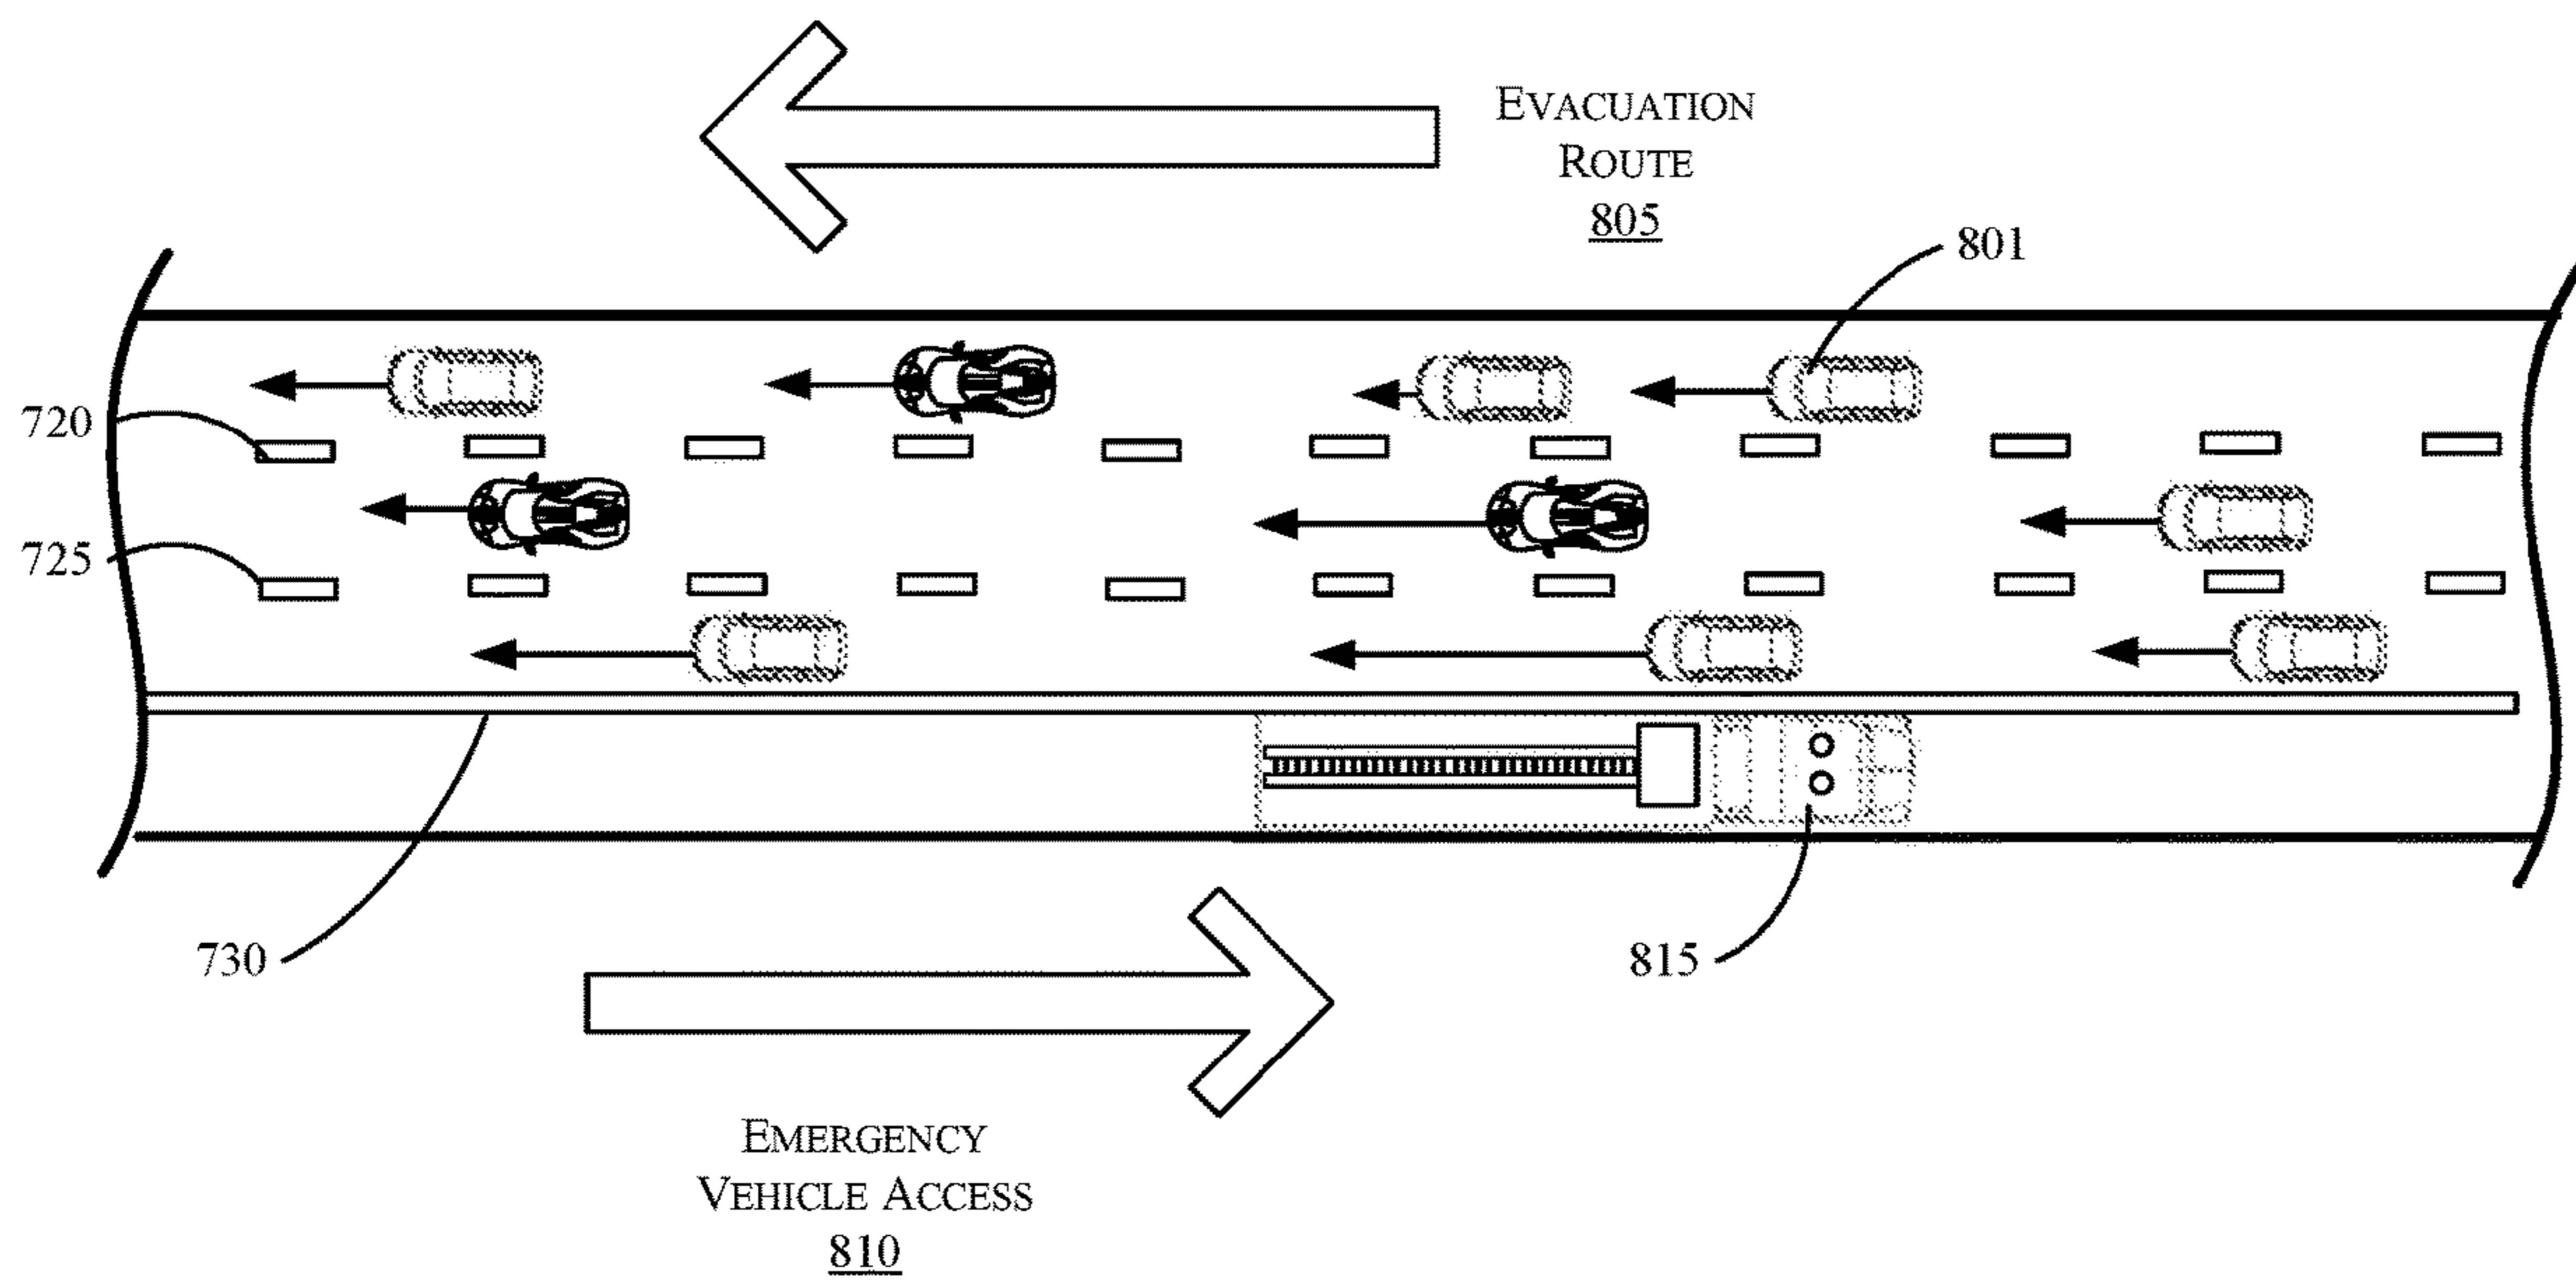 EVACUATION
ROUTE
805
801
720
725
730
815
EMERGENCY
VEHICLE ACCESS
810